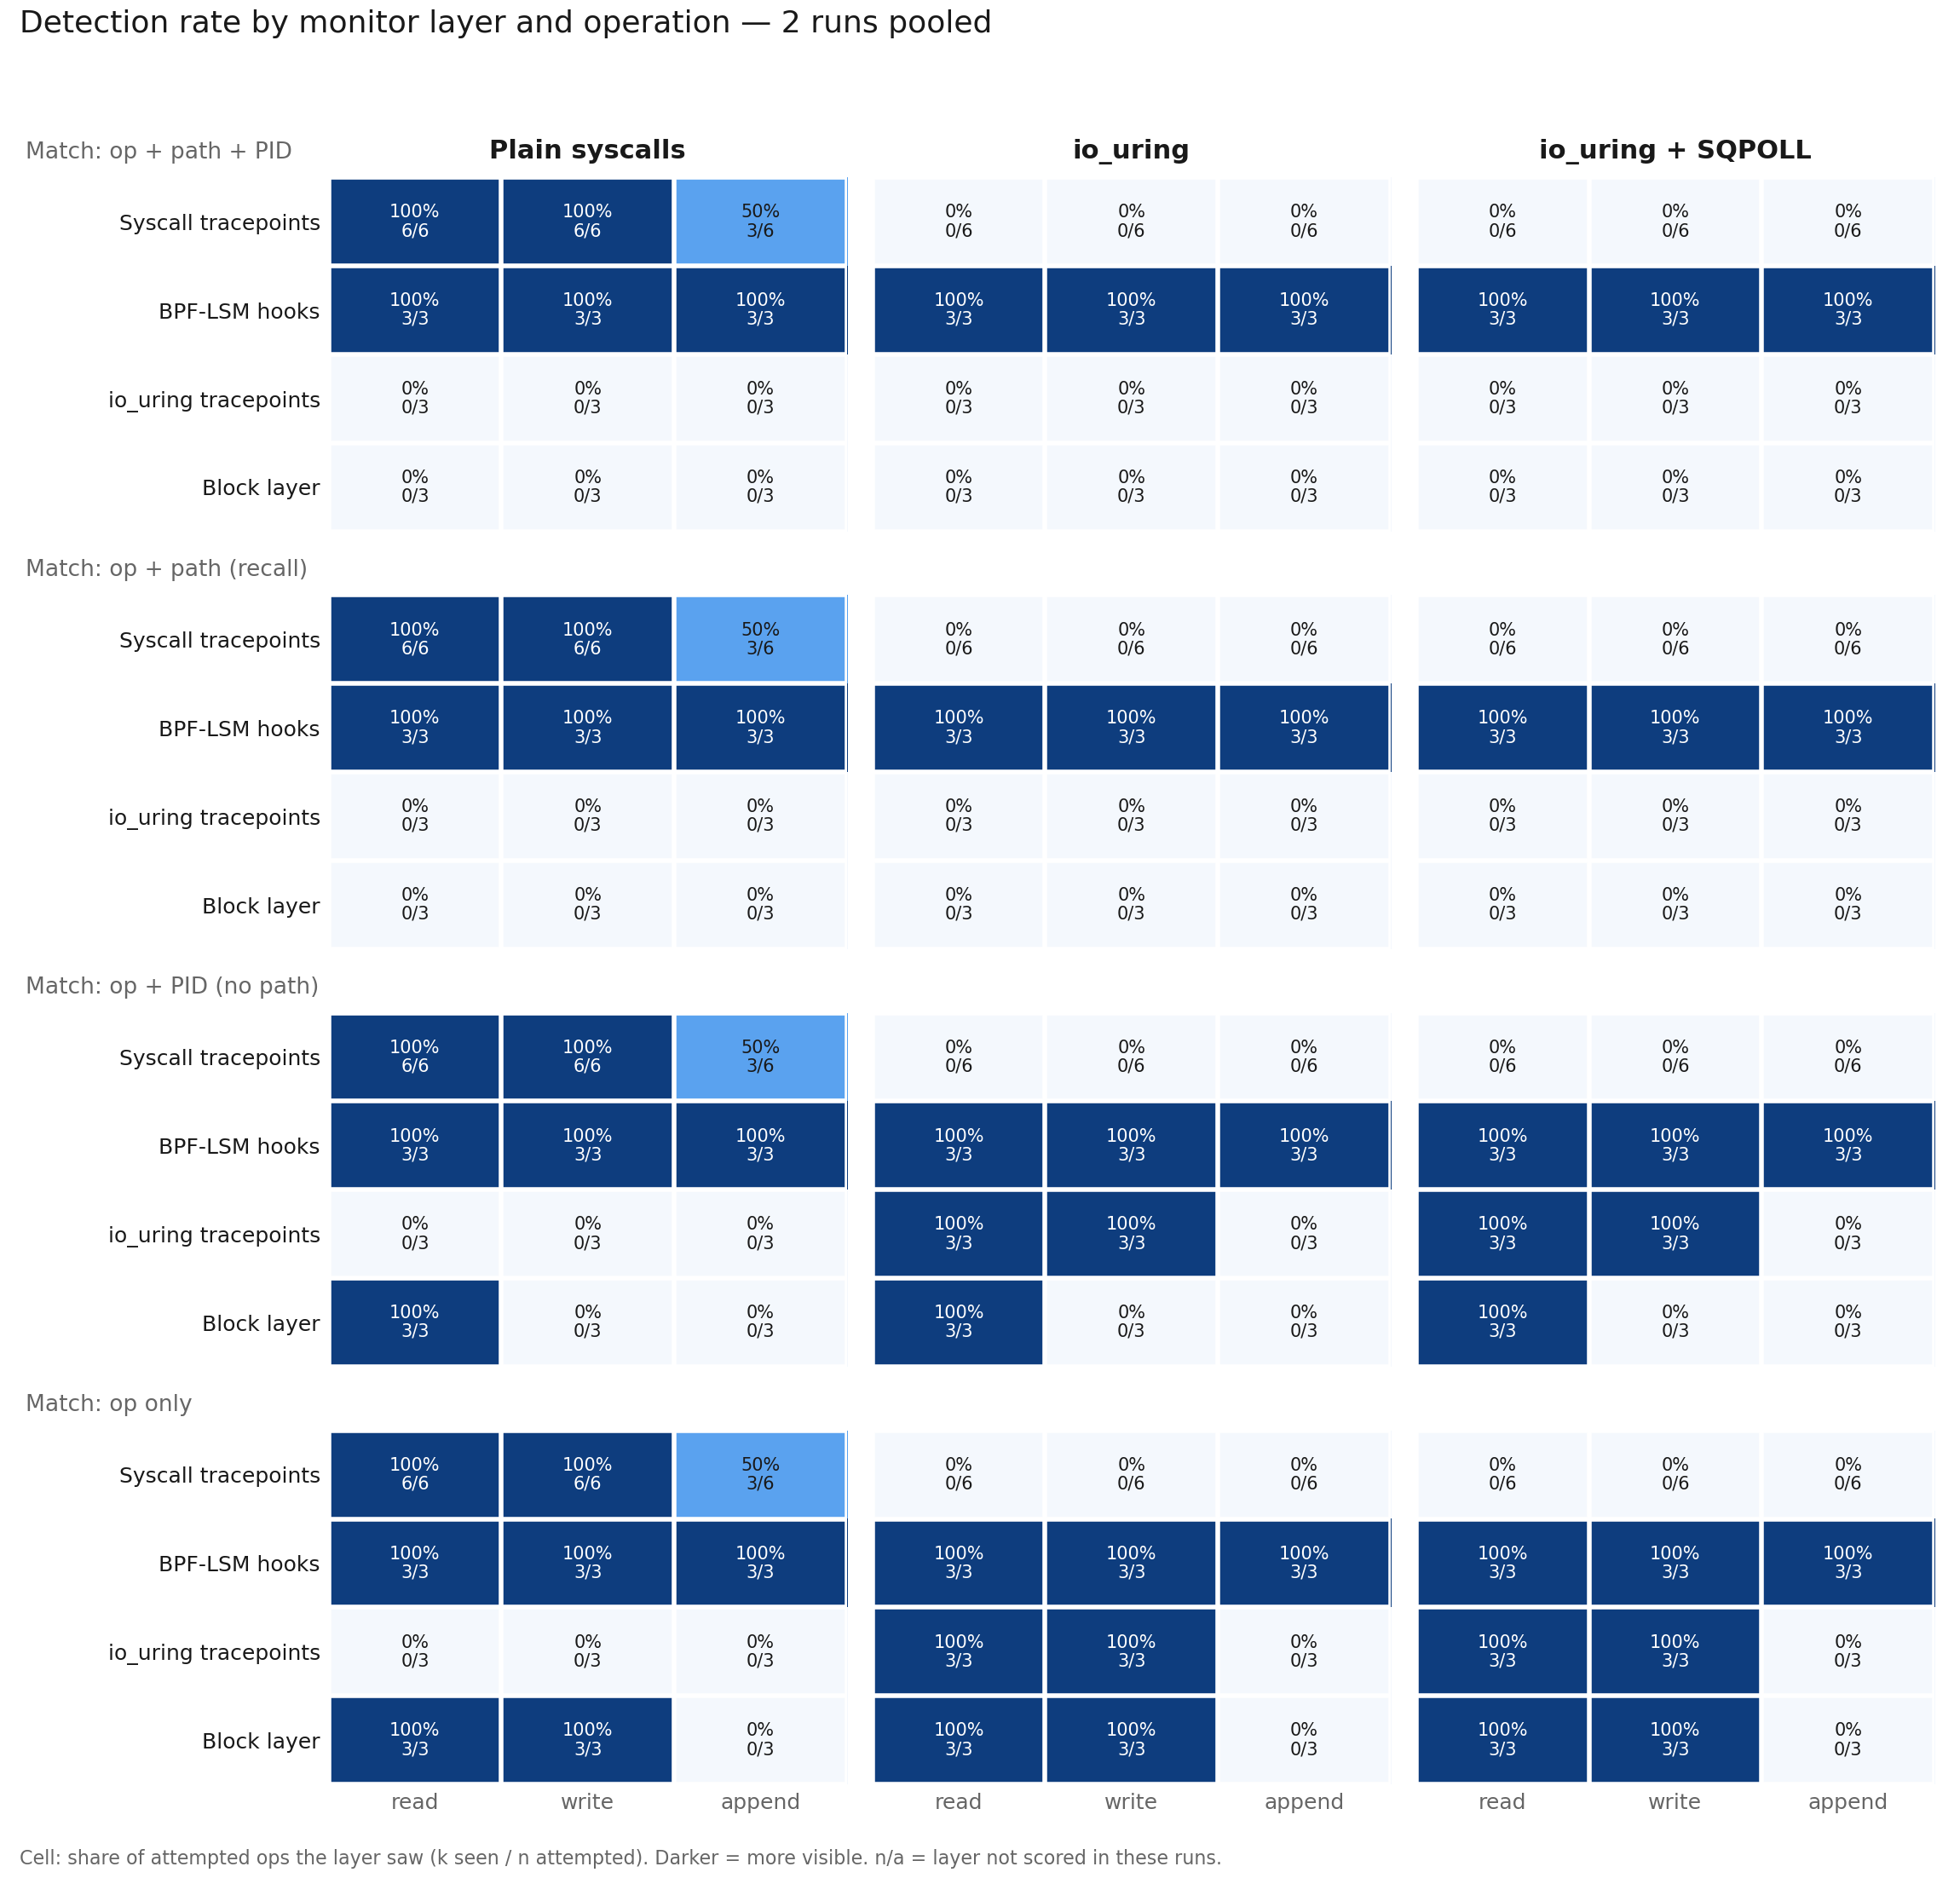 Detection rate by monitor layer and operation — 2 runs pooled
Match: op + path + PID Plain syscalls io_uring io_uring + SQPOLL
100% 100% 50% 0% 0% 0% 0% 0% 0%
Syscall tracepoints
6/6 6/6 3/6 0/6 0/6 0/6 0/6 0/6 0/6
100% 100% 100% 100% 100% 100% 100% 100% 100%
BPF-LSM hooks
3/3 3/3 3/3 3/3 3/3 3/3 3/3 3/3 3/3
0% 0% 0% 0% 0% 0% 0% 0% 0%
io_uring tracepoints
0/3 0/3 0/3 0/3 0/3 0/3 0/3 0/3 0/3
0% 0% 0% 0% 0% 0% 0% 0% 0%
Block layer
0/3 0/3 0/3 0/3 0/3 0/3 0/3 0/3 0/3
Match: op + path (recall)
100% 100% 50% 0% 0% 0% 0% 0% 0%
Syscall tracepoints
6/6 6/6 3/6 0/6 0/6 0/6 0/6 0/6 0/6
100% 100% 100% 100% 100% 100% 100% 100% 100%
BPF-LSM hooks
3/3 3/3 3/3 3/3 3/3 3/3 3/3 3/3 3/3
0% 0% 0% 0% 0% 0% 0% 0% 0%
io_uring tracepoints
0/3 0/3 0/3 0/3 0/3 0/3 0/3 0/3 0/3
0% 0% 0% 0% 0% 0% 0% 0% 0%
Block layer
0/3 0/3 0/3 0/3 0/3 0/3 0/3 0/3 0/3
Match: op + PID (no path)
100% 100% 50% 0% 0% 0% 0% 0% 0%
Syscall tracepoints
6/6 6/6 3/6 0/6 0/6 0/6 0/6 0/6 0/6
100% 100% 100% 100% 100% 100% 100% 100% 100%
BPF-LSM hooks
3/3 3/3 3/3 3/3 3/3 3/3 3/3 3/3 3/3
0% 0% 0% 100% 100% 0% 100% 100% 0%
io_uring tracepoints
0/3 0/3 0/3 3/3 3/3 0/3 3/3 3/3 0/3
100% 0% 0% 100% 0% 0% 100% 0% 0%
Block layer
3/3 0/3 0/3 3/3 0/3 0/3 3/3 0/3 0/3
Match: op only
100% 100% 50% 0% 0% 0% 0% 0% 0%
Syscall tracepoints
6/6 6/6 3/6 0/6 0/6 0/6 0/6 0/6 0/6
100% 100% 100% 100% 100% 100% 100% 100% 100%
BPF-LSM hooks
3/3 3/3 3/3 3/3 3/3 3/3 3/3 3/3 3/3
0% 0% 0% 100% 100% 0% 100% 100% 0%
io_uring tracepoints
0/3 0/3 0/3 3/3 3/3 0/3 3/3 3/3 0/3
100% 100% 0% 100% 100% 0% 100% 100% 0%
Block layer
3/3 3/3 0/3 3/3 3/3 0/3 3/3 3/3 0/3
read write append read write append read write append
Cell: share of attempted ops the layer saw (k seen / n attempted). Darker = more visible. n/a = layer not scored in these runs.